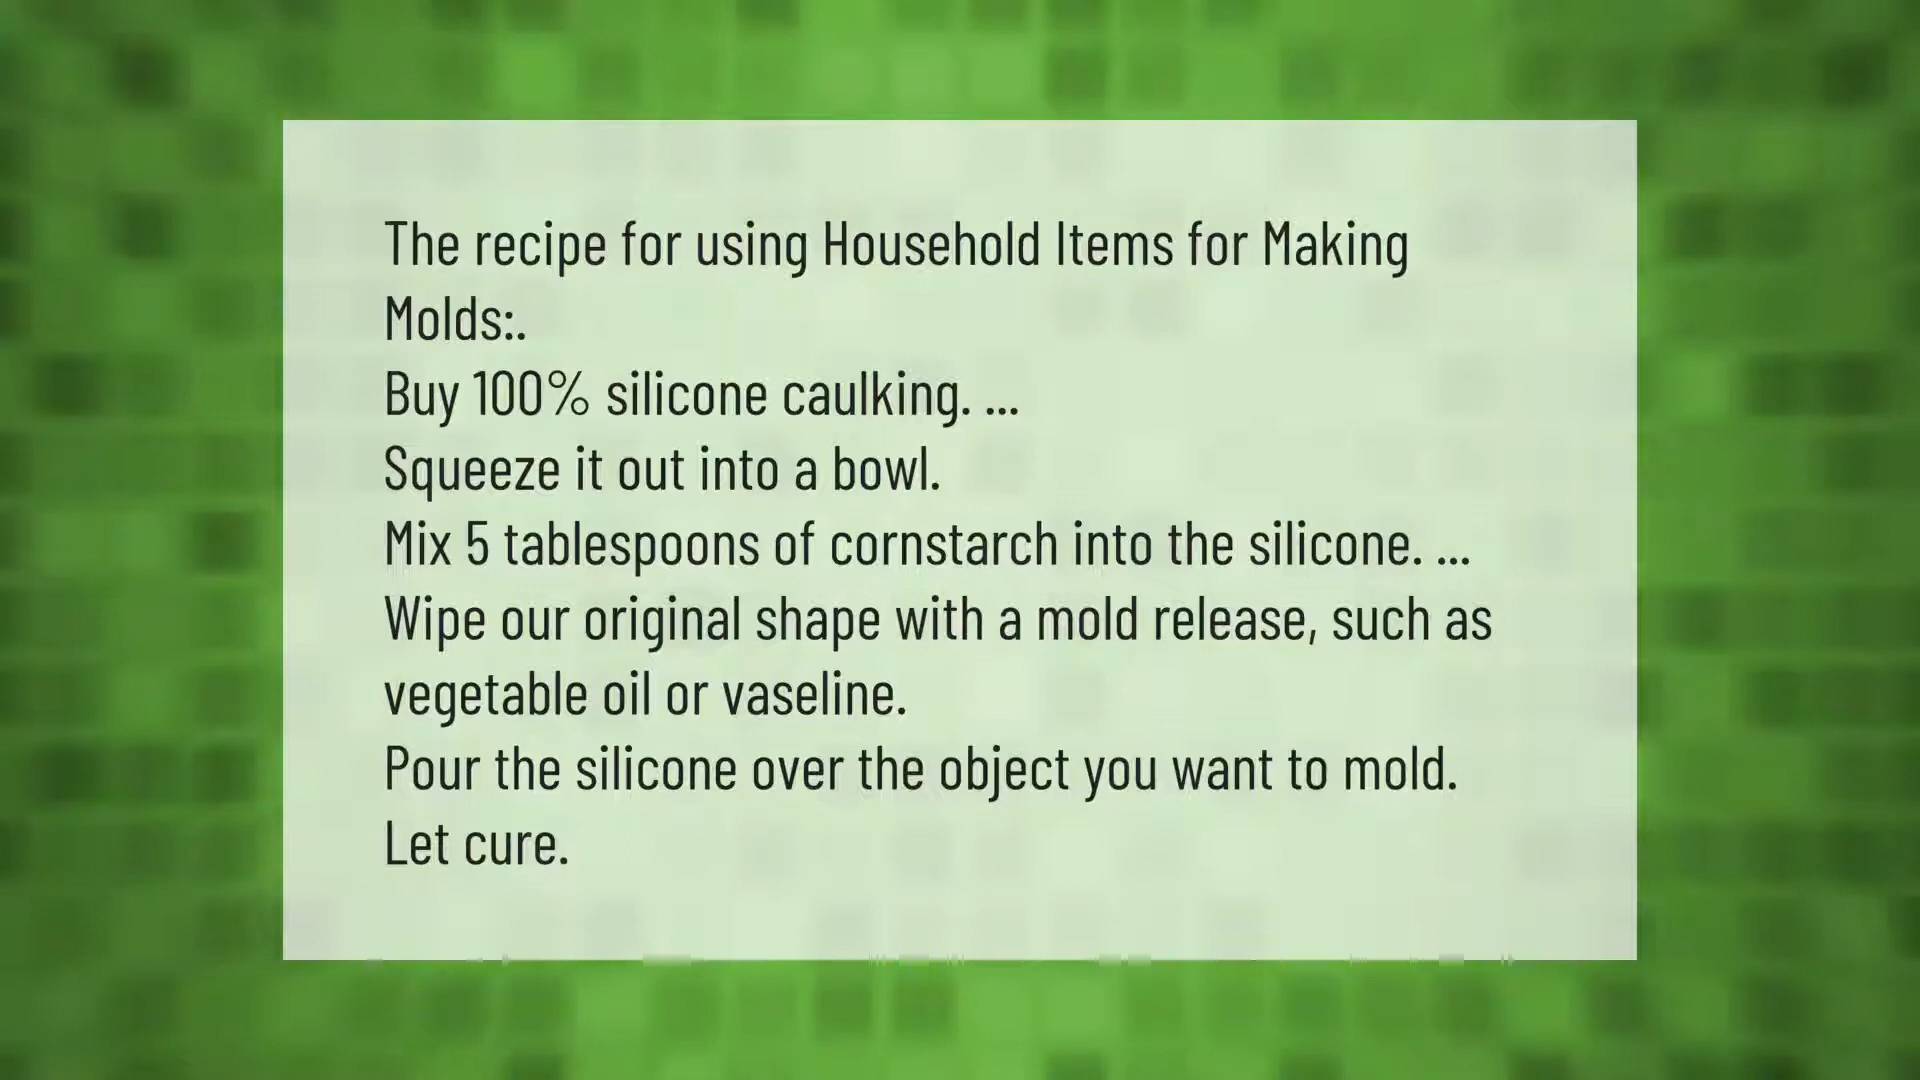 The recipe for using Household Items for Making
Molds:.
Buy 100% silicone caulking. ...
Squeeze it out into a bowl.
Mix 5 tablespoons of cornstarch into the silicone. ...
Wipe our original shape with a mold release, such as
vegetable oil or vaseline.
Pour the silicone over the object you want to mold.
Let cure.